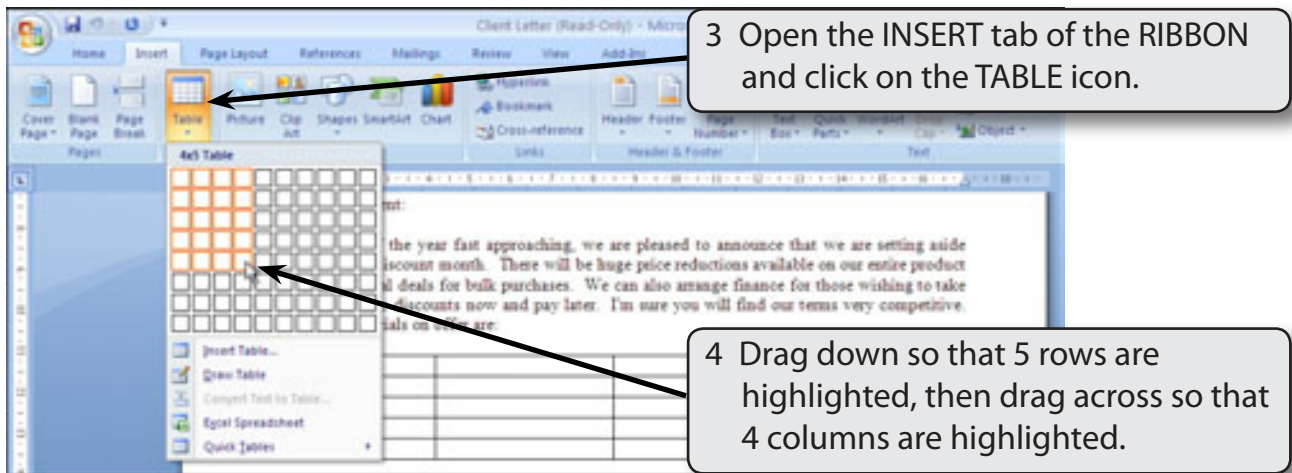 Client Letter (Read-Only) - Micro
Home Insert Page Layout References Mailings Review View Add-Ins
3 Open the INSERT tab of the RIBBON
and click on the TABLE icon.
Cover Page Blank Page Page Break Table Picture Clip Art Shapes SmartArt Chart Hyperlink Bookmark Cross-reference Header Footer Page Number Text Box Quick Parts WordArt Drop Cap Object
Pages Links Header & Footer Text
4x5 Table
the year fast approaching, we are pleased to announce that we are setting aside
iscount month. There will be huge price reductions available on our entire product
al deals for bulk purchases. We can also arrange finance for those wishing to take
discounts now and pay later. I'm sure you will find our terms very competitive.
ials on offer are:
Insert Table...
Draw Table
Convert Text to Table...
Excel Spreadsheet
Quick Tables
4 Drag down so that 5 rows are
highlighted, then drag across so that
4 columns are highlighted.